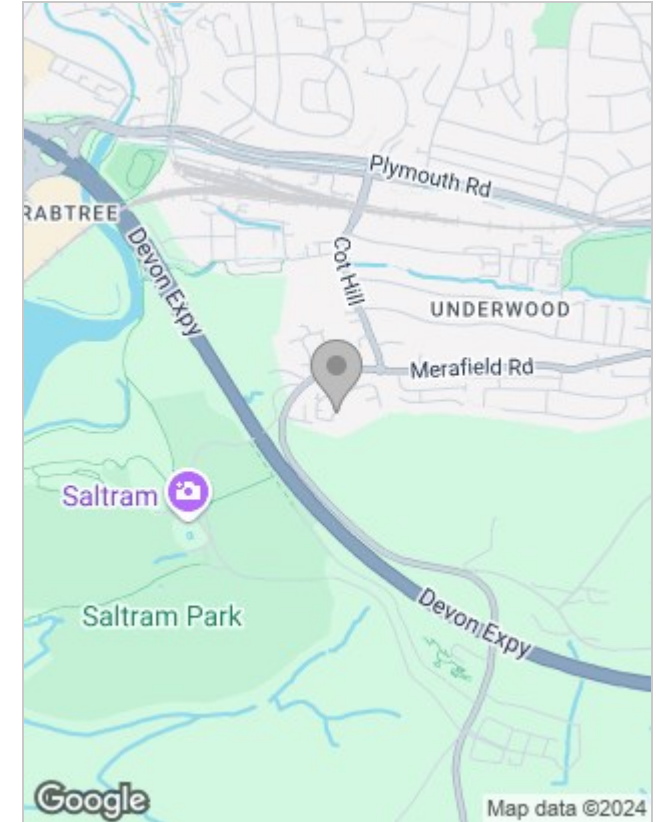 Plymouth Rd
RABTREE
Devon Expy
Cot Hill
UNDERWOOD
Merafield Rd
Saltram
Saltram Park
Devon Expy
Google
Map data ©2024